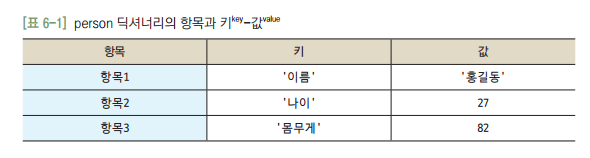 [표 6-1] person 딕셔너리의 항목과 키key-값value
항목 키 값
항목1 '이름' '홍길동'
항목2 '나이' 27
항목3 '몸무게' 82